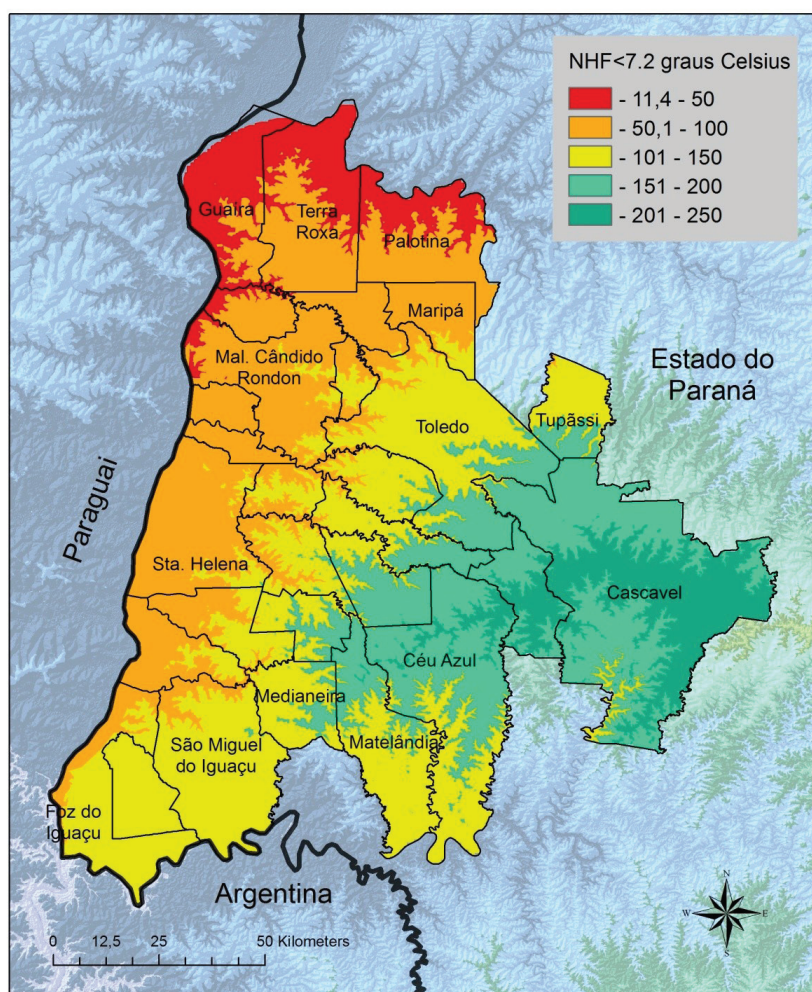 NHF<7.2 graus Celsius
- 11,4 - 50
- 50,1 - 100
- 101 - 150
- 151 - 200
- 201 - 250
Guaíra
Terra
Roxa
Palotina
Maripá
Mal. Cândido
Rondon
Estado do
Paraná
Toledo
Tupãssi
Paraguai
Sta. Helena
Cascavel
Céu Azul
Medianeira
São Miguel
do Iguaçu
Matelândia
Foz do
Iguaçu
Argentina
0 12,5 25 50 Kilometers
N
W E
S